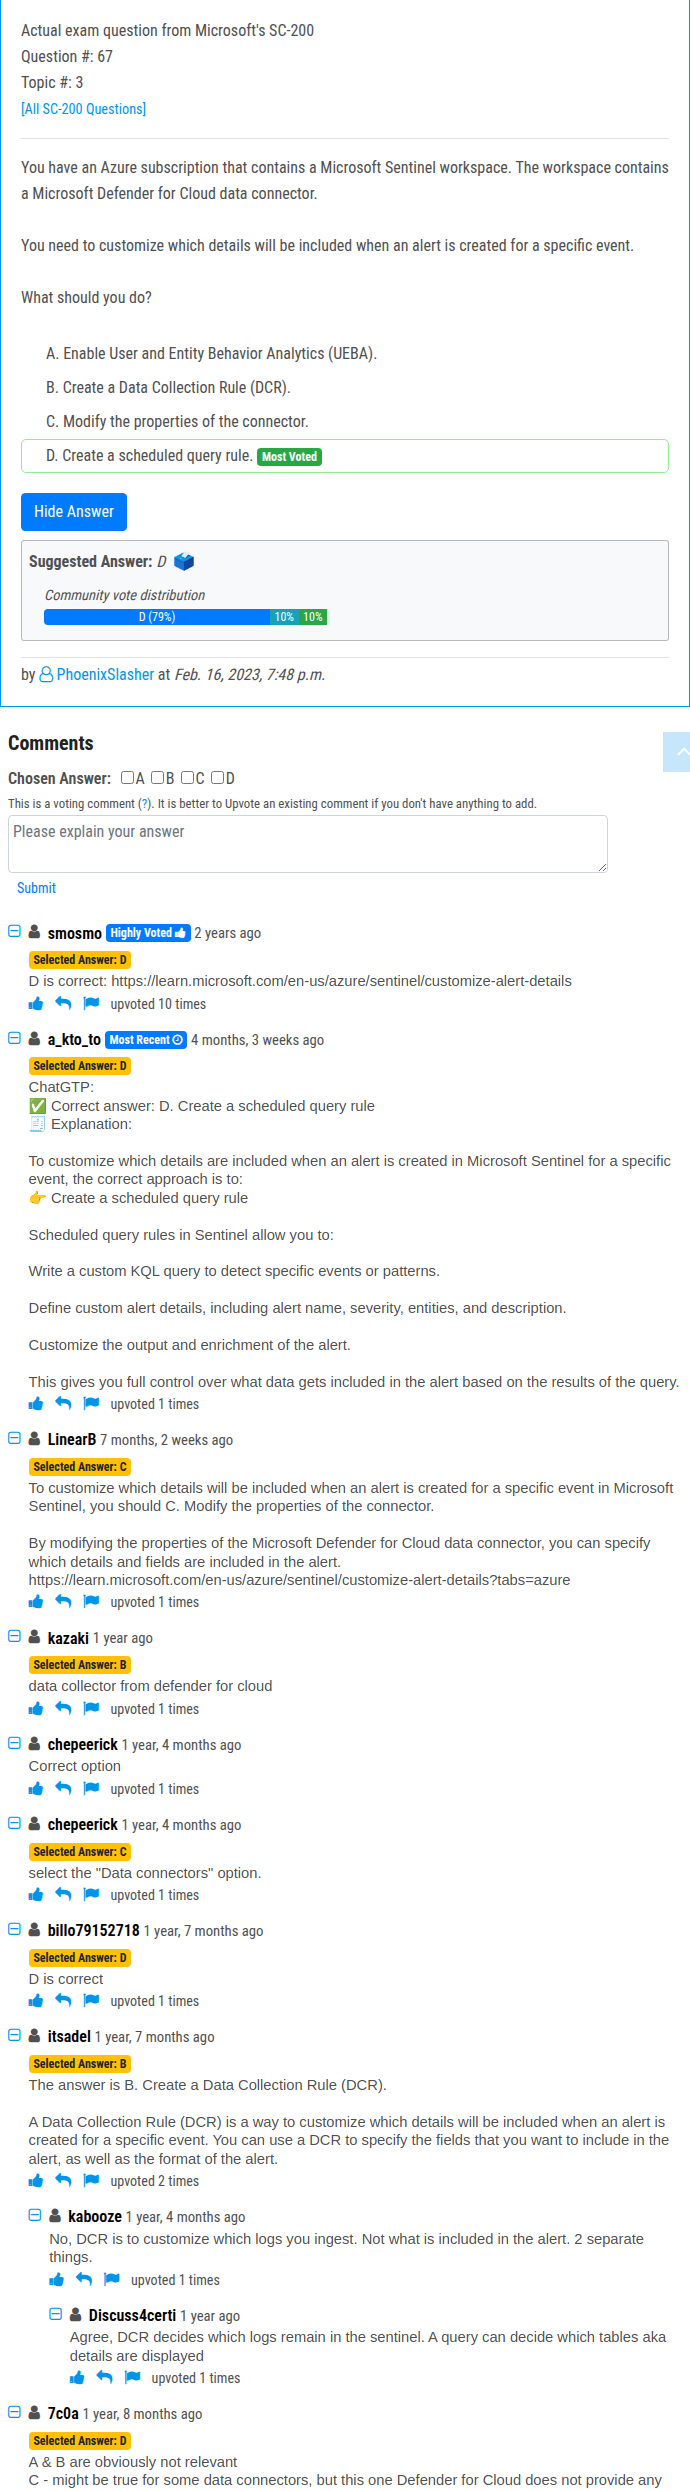 Actual exam question from Microsoft's SC-200
Question #: 67
Topic #: 3
[All SC-200 Questions]
You have an Azure subscription that contains a Microsoft Sentinel workspace. The workspace contains
a Microsoft Defender for Cloud data connector.
You need to customize which details will be included when an alert is created for a specific event.
What should you do?
A. Enable User and Entity Behavior Analytics (UEBA).
B. Create a Data Collection Rule (DCR).
C. Modify the properties of the connector.
D. Create a scheduled query rule. Most Voted
Hide Answer
Suggested Answer: D
Community vote distribution
D (79%) 10% 10%
by PhoenixSlasher at Feb. 16, 2023, 7:48 p.m.
Comments
Chosen Answer: A B C D
This is a voting comment (?). It is better to Upvote an existing comment if you don't have anything to add.
Please explain your answer
Submit
smosmo Highly Voted 2 years ago
Selected Answer: D
D is correct: https://learn.microsoft.com/en-us/azure/sentinel/customize-alert-details
upvoted 10 times
a_kto_to Most Recent 4 months, 3 weeks ago
Selected Answer: D
ChatGTP:
✅ Correct answer: D. Create a scheduled query rule
🧾 Explanation:
To customize which details are included when an alert is created in Microsoft Sentinel for a specific
event, the correct approach is to:
👉 Create a scheduled query rule
Scheduled query rules in Sentinel allow you to:
Write a custom KQL query to detect specific events or patterns.
Define custom alert details, including alert name, severity, entities, and description.
Customize the output and enrichment of the alert.
This gives you full control over what data gets included in the alert based on the results of the query.
upvoted 1 times
LinearB 7 months, 2 weeks ago
Selected Answer: C
To customize which details will be included when an alert is created for a specific event in Microsoft
Sentinel, you should C. Modify the properties of the connector.
By modifying the properties of the Microsoft Defender for Cloud data connector, you can specify
which details and fields are included in the alert.
https://learn.microsoft.com/en-us/azure/sentinel/customize-alert-details?tabs=azure
upvoted 1 times
kazaki 1 year ago
Selected Answer: B
data collector from defender for cloud
upvoted 1 times
chepeerick 1 year, 4 months ago
Correct option
upvoted 1 times
chepeerick 1 year, 4 months ago
Selected Answer: C
select the "Data connectors" option.
upvoted 1 times
billo79152718 1 year, 7 months ago
Selected Answer: D
D is correct
upvoted 1 times
itsadel 1 year, 7 months ago
Selected Answer: B
The answer is B. Create a Data Collection Rule (DCR).
A Data Collection Rule (DCR) is a way to customize which details will be included when an alert is
created for a specific event. You can use a DCR to specify the fields that you want to include in the
alert, as well as the format of the alert.
upvoted 2 times
kabooze 1 year, 4 months ago
No, DCR is to customize which logs you ingest. Not what is included in the alert. 2 separate
things.
upvoted 1 times
Discuss4certi 1 year ago
Agree, DCR decides which logs remain in the sentinel. A query can decide which tables aka
details are displayed
upvoted 1 times
7c0a 1 year, 8 months ago
Selected Answer: D
A & B are obviously not relevant
C - might be true for some data connectors, but this one Defender for Cloud does not provide any